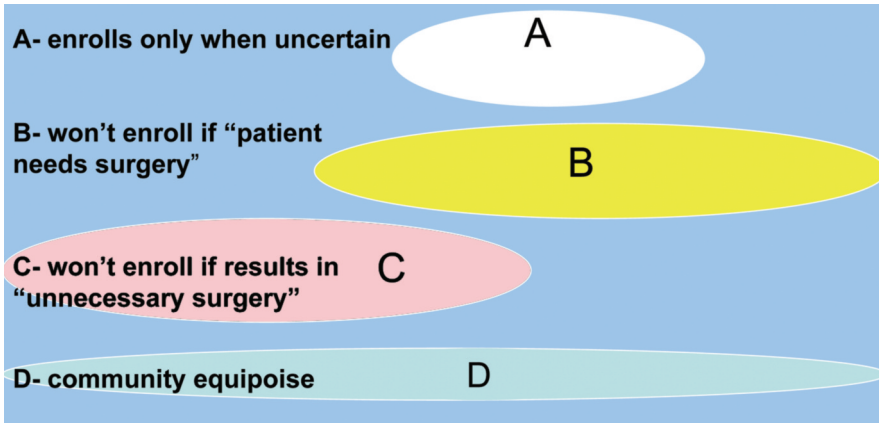 A- enrolls only when uncertain
A
B- won’t enroll if “patient
needs surgery”
B
C- won’t enroll if results in
“unnecessary surgery”
C
D- community equipoise
D